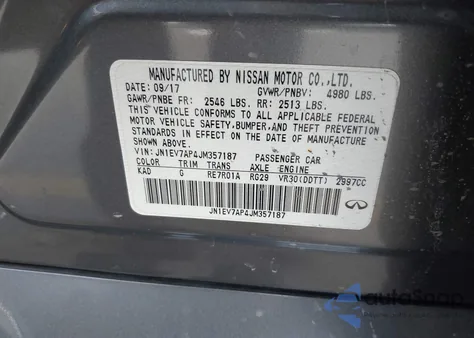 MANUFACTURED BY NISSAN MOTOR CO.,LTD.
DATE: 09/17 GVWR/PNBV: 4980 LBS.
GAWR/PNBE FR: 2546 LBS. RR: 2513 LBS.
THIS VEHICLE CONFORMS TO ALL APPLICABLE FEDERAL
MOTOR VEHICLE SAFETY, BUMPER, AND THEFT PREVENTION
STANDARDS IN EFFECT ON THE DATE OF MANUFACTURE
SHOWN ABOVE.
VIN: JN1EV7AP4JM357187 PASSENGER CAR
COLOR TRIM TRANS AXLE ENGINE
KAD G RE7R01A RG29 VR30(DDTT) 2997CC
JN1EV7AP4JM357187
autoSnap